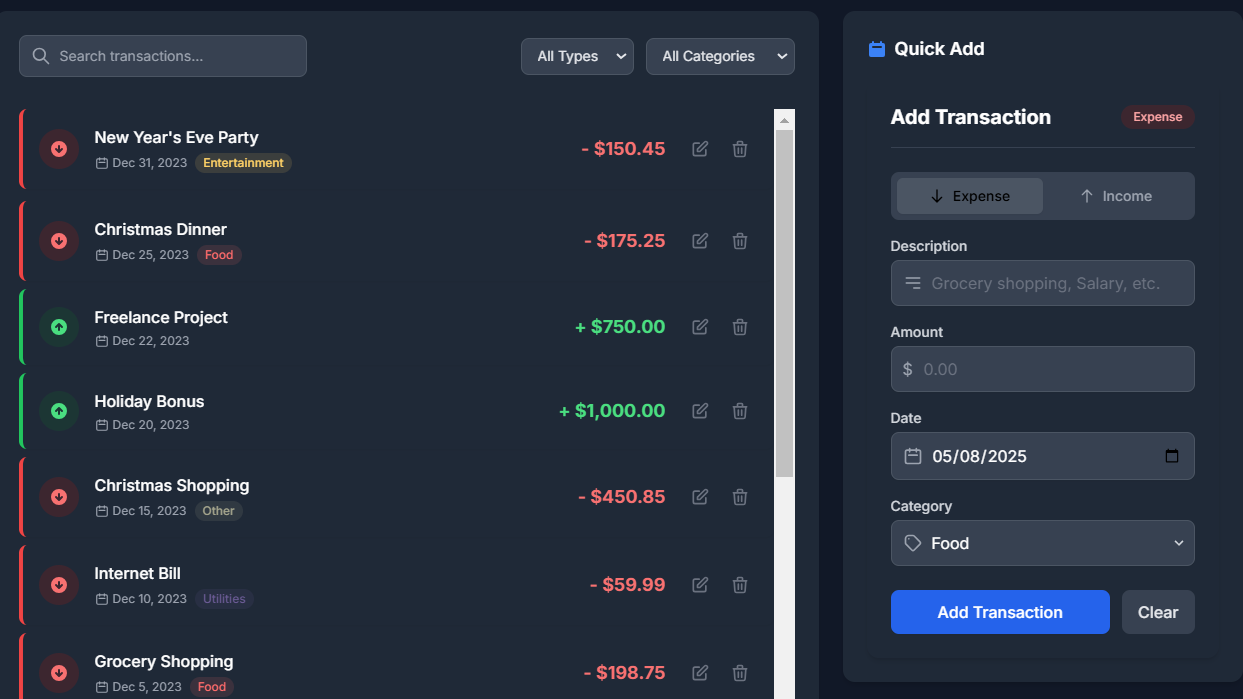 Search transactions...
All Types
All Categories
New Year's Eve Party
Dec 31, 2023 Entertainment
- $150.45
Christmas Dinner
Dec 25, 2023 Food
- $175.25
Freelance Project
Dec 22, 2023
+ $750.00
Holiday Bonus
Dec 20, 2023
+ $1,000.00
Christmas Shopping
Dec 15, 2023 Other
- $450.85
Internet Bill
Dec 10, 2023 Utilities
- $59.99
Grocery Shopping
Dec 5, 2023 Food
- $198.75
Quick Add
Add Transaction
Expense
Expense
Income
Description
Grocery shopping, Salary, etc.
Amount
$ 0.00
Date
05/08/2025
Category
Food
Add Transaction
Clear